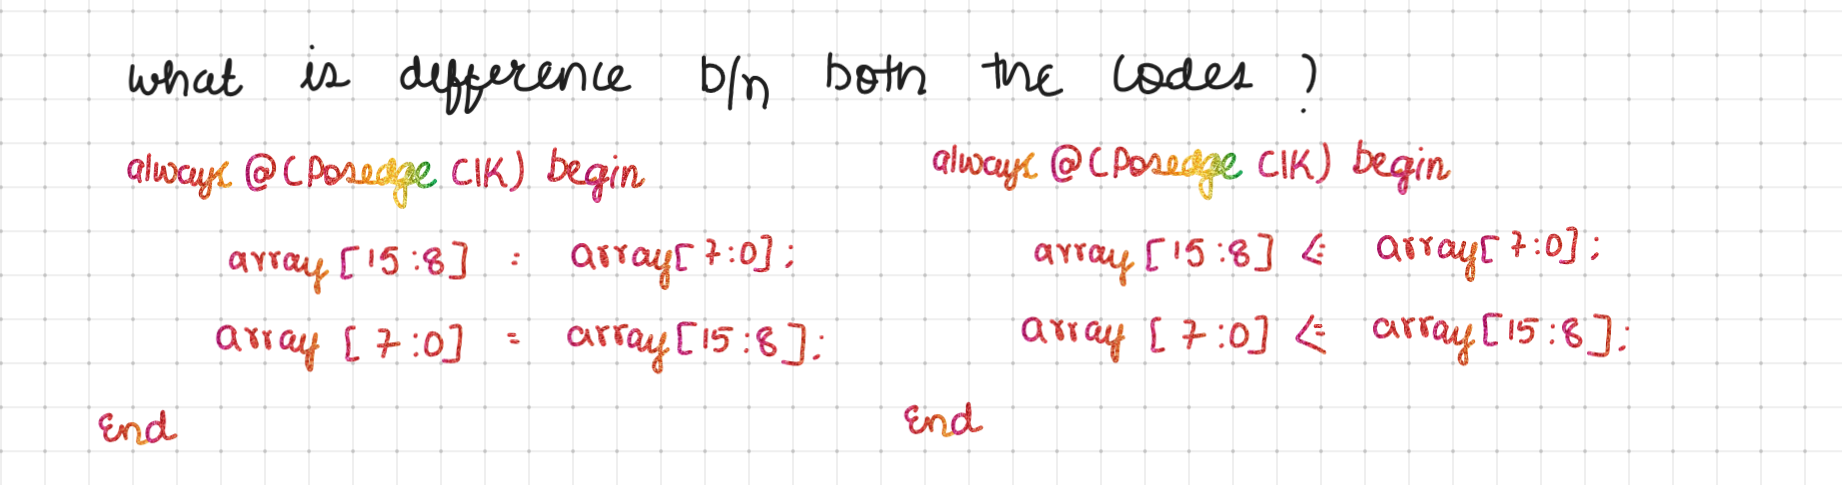 what is difference b/n both the codes ?
always @(Posedge ClK) begin
array [15:8] = array[7:0];
array [7:0] = array[15:8];
End
always @(Posedge ClK) begin
array [15:8] <= array[7:0];
array [7:0] <= array[15:8];
End